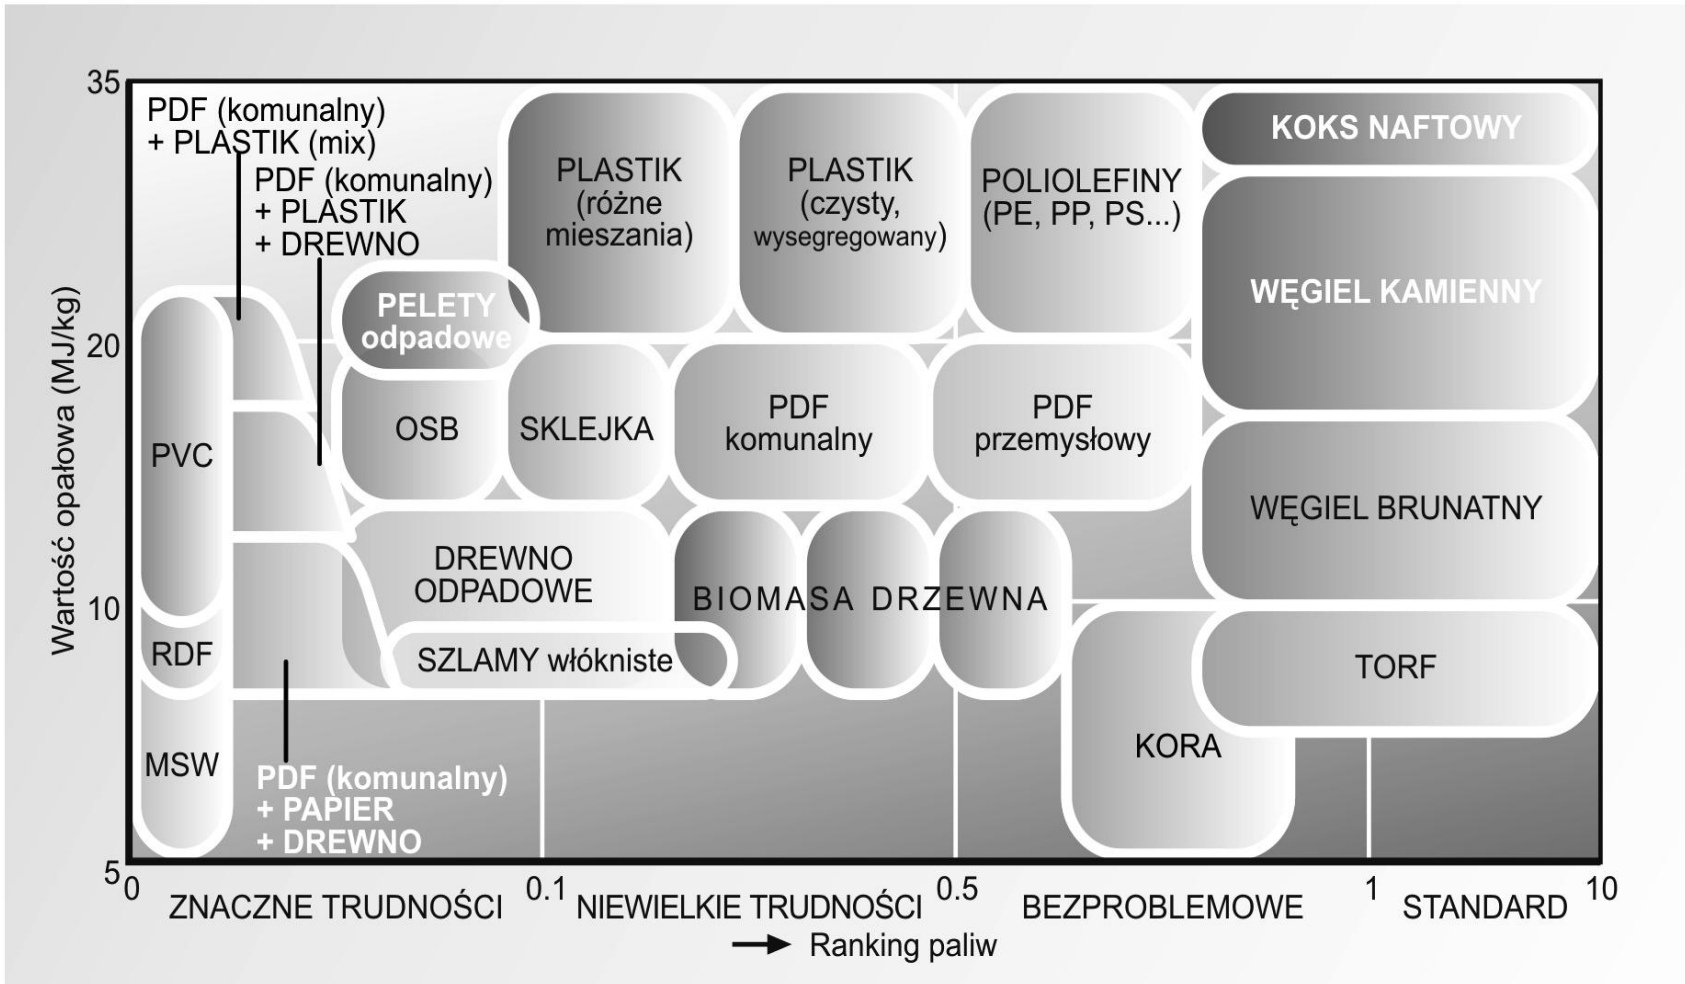 35
PDF (komunalny)
+ PLASTIK (mix)
PDF (komunalny)
+ PLASTIK
+ DREWNO
PLASTIK
(różne
mieszania)
PLASTIK
(czysty,
wysegregowany)
POLIOLEFINY
(PE, PP, PS...)
KOKS NAFTOWY
WĘGIEL KAMIENNY
PELETY
odpadowe
20
OSB
SKLEJKA
PDF
komunalny
PDF
przemysłowy
PVC
WĘGIEL BRUNATNY
DREWNO
ODPADOWE
BIOMASA DRZEWNA
10
RDF
SZLAMY włókniste
TORF
KORA
MSW
PDF (komunalny)
+ PAPIER
+ DREWNO
5
Wartość opałowa (MJ/kg)
0 0.1 0.5 1 10
ZNACZNE TRUDNOŚCI NIEWIELKIE TRUDNOŚCI BEZPROBLEMOWE STANDARD
Ranking paliw